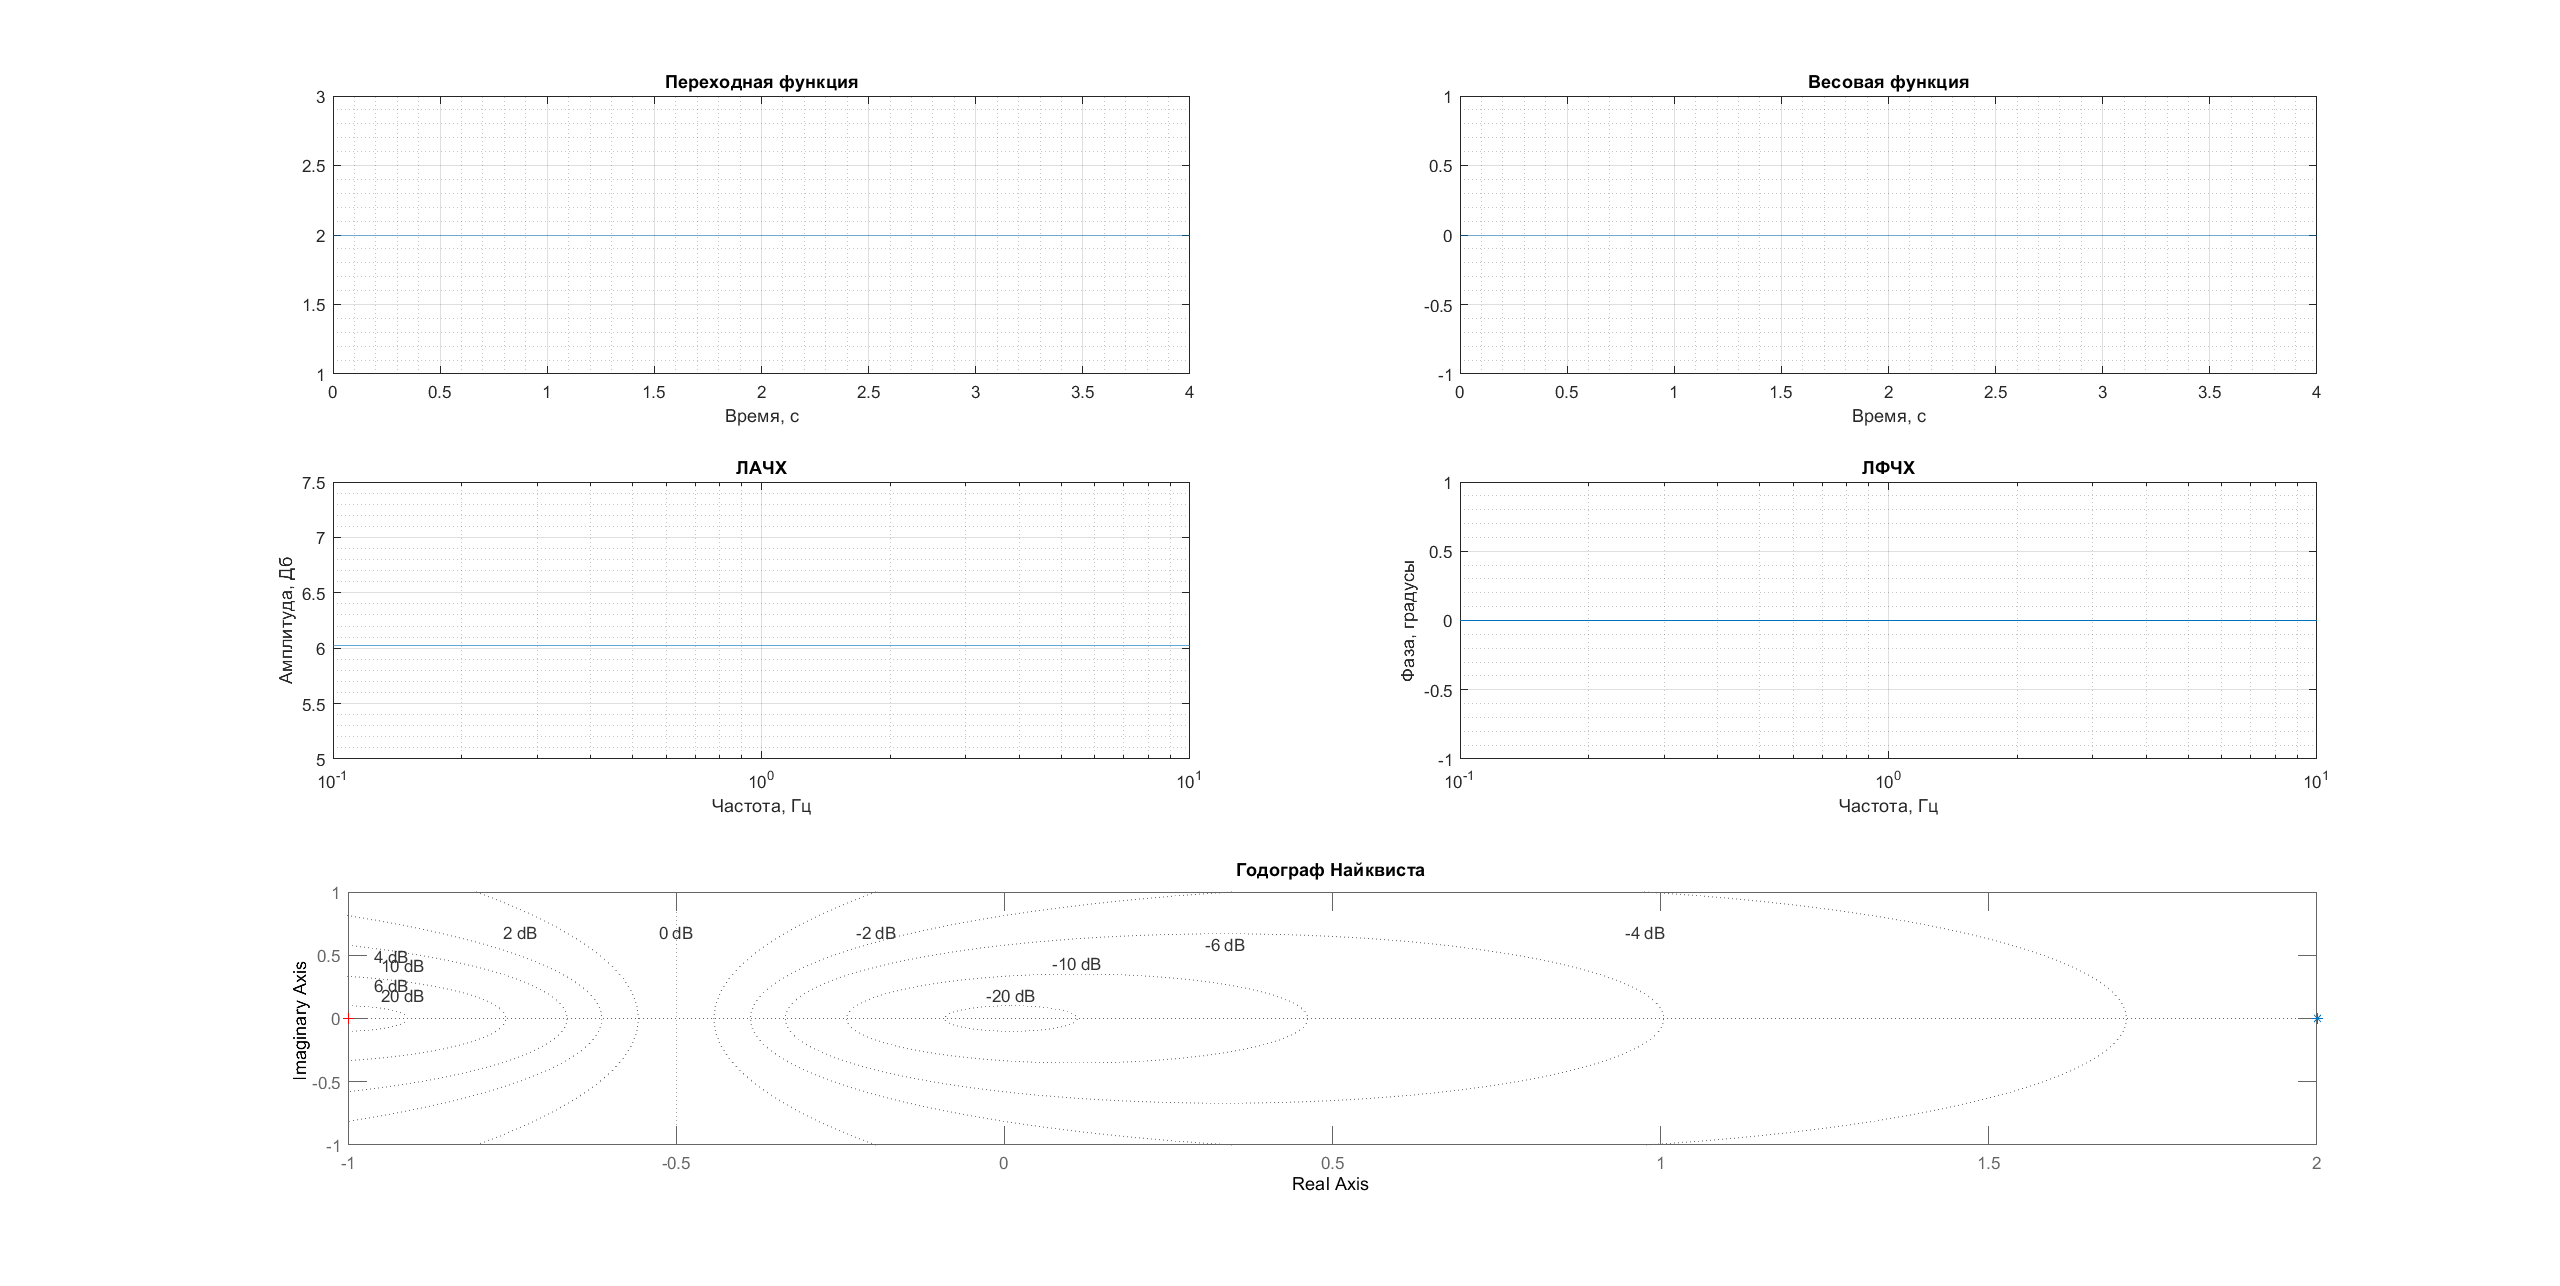 Переходная функция
3
2.5
2
1.5
1
0 0.5 1 1.5 2 2.5 3 3.5 4
Время, с
Весовая функция
1
0.5
0
-0.5
-1
0 0.5 1 1.5 2 2.5 3 3.5 4
Время, с
ЛАЧХ
Амплитуда, Дб
7.5
7
6.5
6
5.5
5
10-1 100 101
Частота, Гц
ЛФЧХ
Фаза, градусы
1
0.5
0
-0.5
-1
10-1 100 101
Частота, Гц
Годограф Найквиста
Imaginary Axis
1
0.5
0
-0.5
-1
2 dB 0 dB -2 dB -4 dB
4 dB -6 dB
10 dB -10 dB
6 dB
20 dB -20 dB
-1 -0.5 0 0.5 1 1.5 2
Real Axis